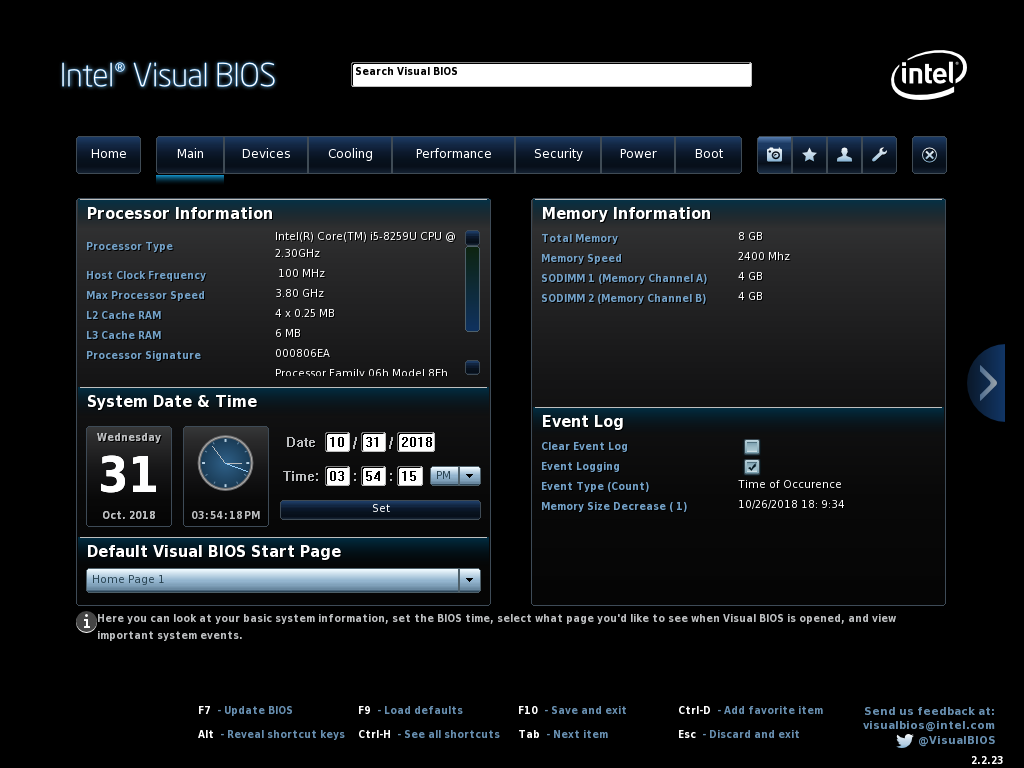 Intel® Visual BIOS
Search Visual BIOS
intel
Home
Main
Devices
Cooling
Performance
Security
Power
Boot
Processor Information
Processor Type
Intel(R) Core(TM) i5-8259U CPU @
2.30GHz
Host Clock Frequency
100 MHz
Max Processor Speed
3.80 GHz
L2 Cache RAM
4 x 0.25 MB
L3 Cache RAM
6 MB
Processor Signature
000806EA
Processor Family 06h Model 8Eh
System Date & Time
Wednesday
31
Oct. 2018
03:54:18PM
Date 10 / 31 / 2018
Time: 03 : 54 : 15 PM
Set
Default Visual BIOS Start Page
Home Page 1
Memory Information
Total Memory
8 GB
Memory Speed
2400 Mhz
SODIMM 1 (Memory Channel A)
4 GB
SODIMM 2 (Memory Channel B)
4 GB
Event Log
Clear Event Log
Event Logging
Event Type (Count)
Time of Occurence
Memory Size Decrease ( 1)
10/26/2018 18: 9:34
Here you can look at your basic system information, set the BIOS time, select what page you'd like to see when Visual BIOS is opened, and view
important system events.
F7 - Update BIOS
F9 - Load defaults
F10 - Save and exit
Ctrl-D - Add favorite item
Alt - Reveal shortcut keys
Ctrl-H - See all shortcuts
Tab - Next item
Esc - Discard and exit
Send us feedback at:
visualbios@intel.com
@VisualBIOS
2.2.23